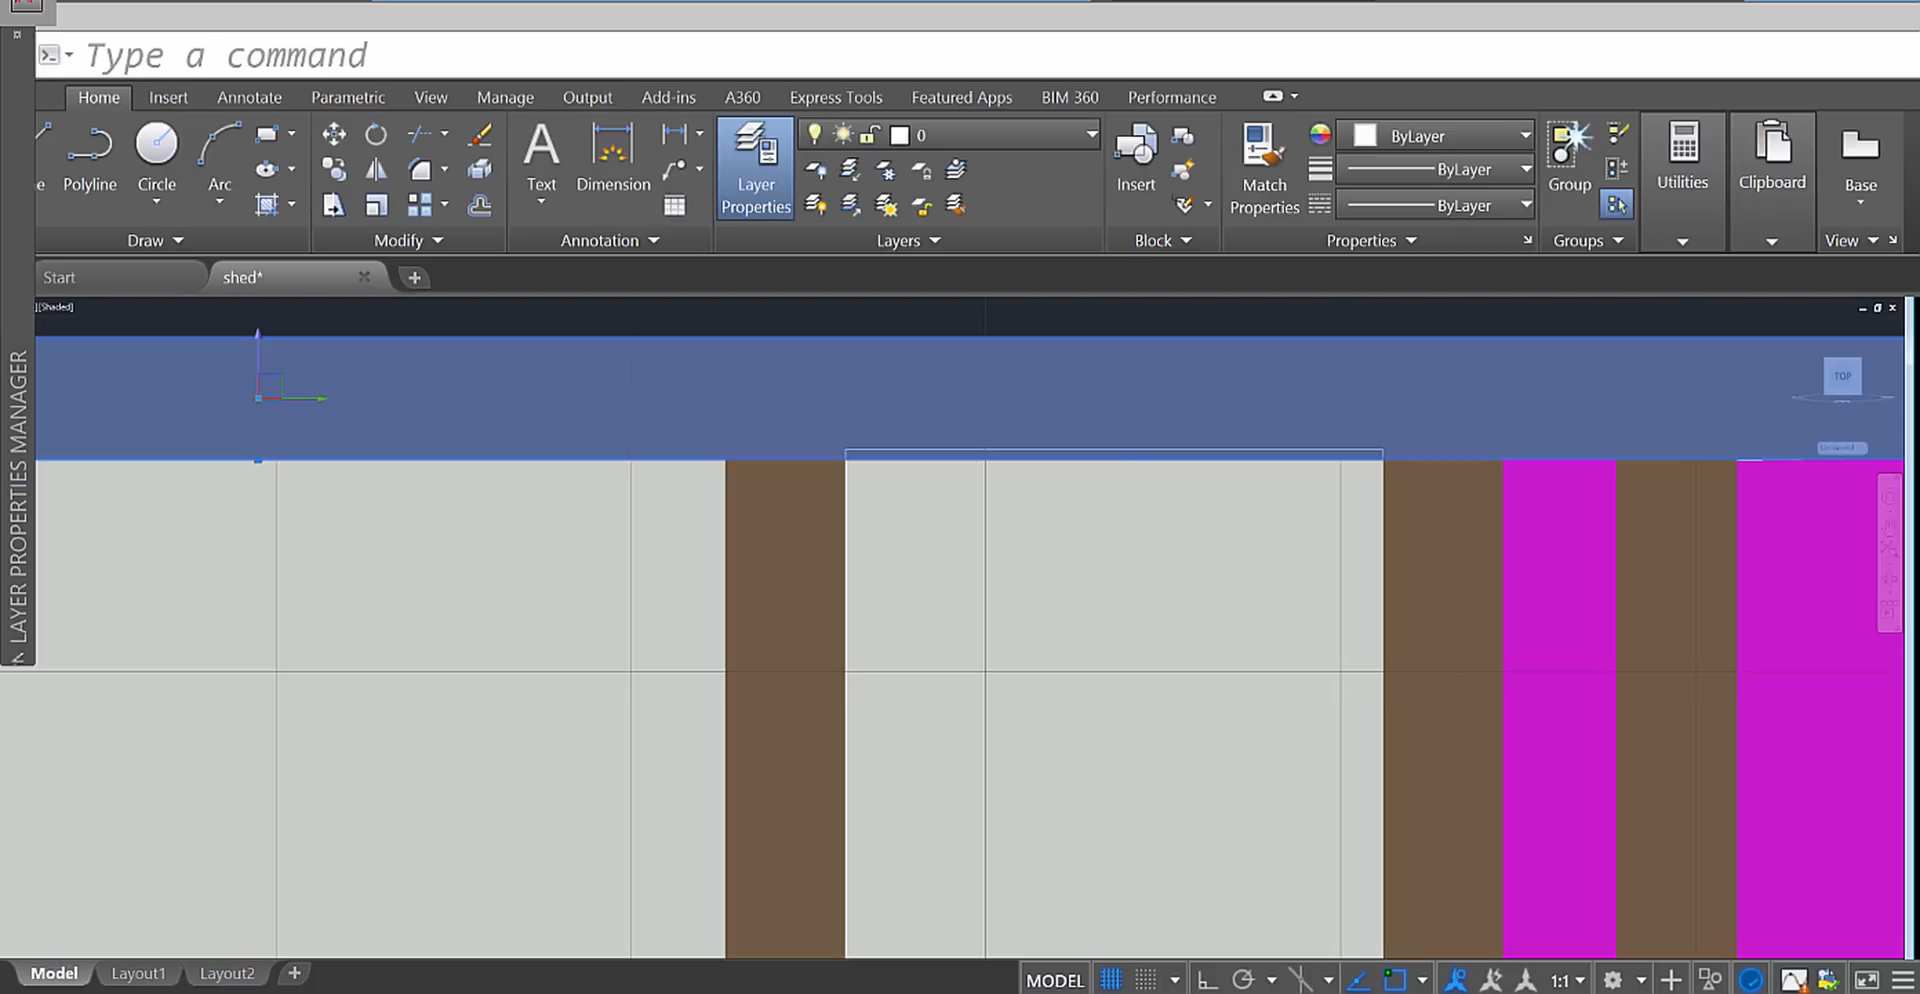 Type a command
Home Insert Annotate Parametric View Manage Output Add-ins A360 Express Tools Featured Apps BIM 360 Performance
0
ByLayer
ByLayer
ByLayer
Polyline Circle Arc Text Dimension Layer Properties Insert Match Properties Group Utilities Clipboard Base
Draw Modify Annotation Layers Block Properties Groups View
Start shed*
][Shaded]
TOP
LAYER PROPERTIES MANAGER
Model Layout1 Layout2
MODEL 1:1